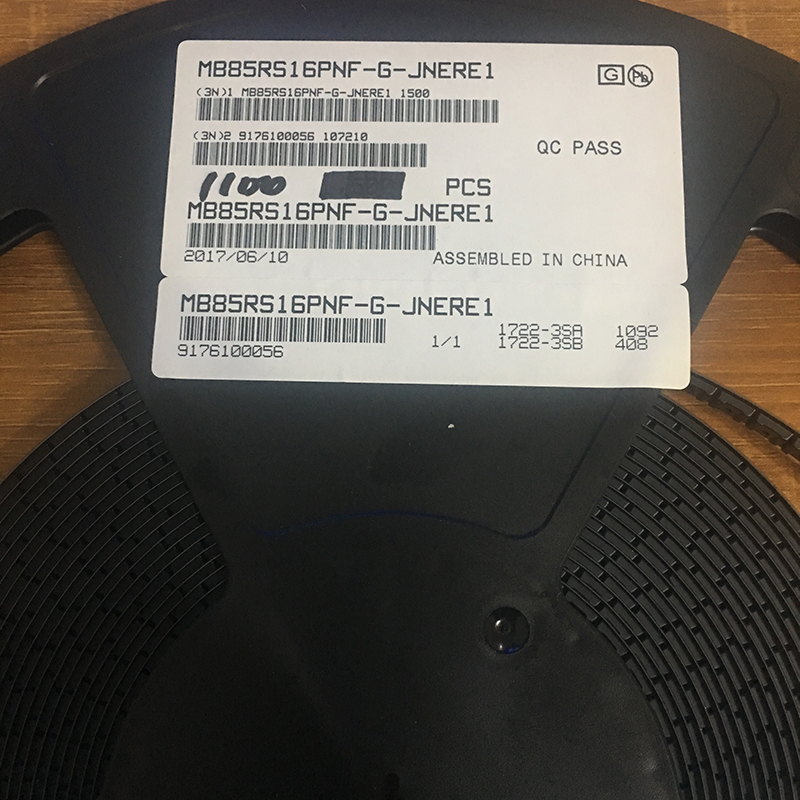 MB85RS16PNF-G-JNERE1
G Pb
(3N)1 MB85RS16PNF-G-JNERE1 1500
(3N)2 9176100056 107210
QC PASS
1100 PCS
MB85RS16PNF-G-JNERE1
2017/06/10 ASSEMBLED IN CHINA
MB85RS16PNF-G-JNERE1
1/1 1722-3SA 1092
9176100056 1722-3SB 408